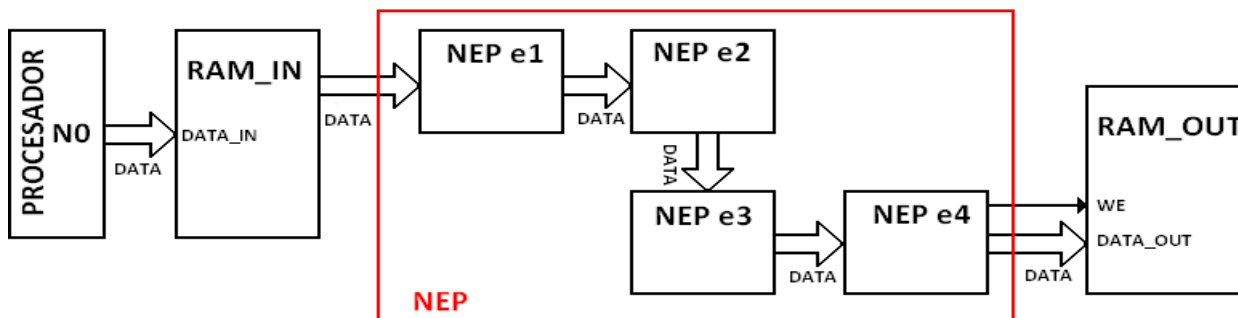 PROCESADOR
N0
DATA
RAM_IN
DATA_IN
DATA
NEP e1
DATA
NEP e2
DATA
NEP e3
DATA
NEP e4
DATA
RAM_OUT
WE
DATA_OUT
NEP